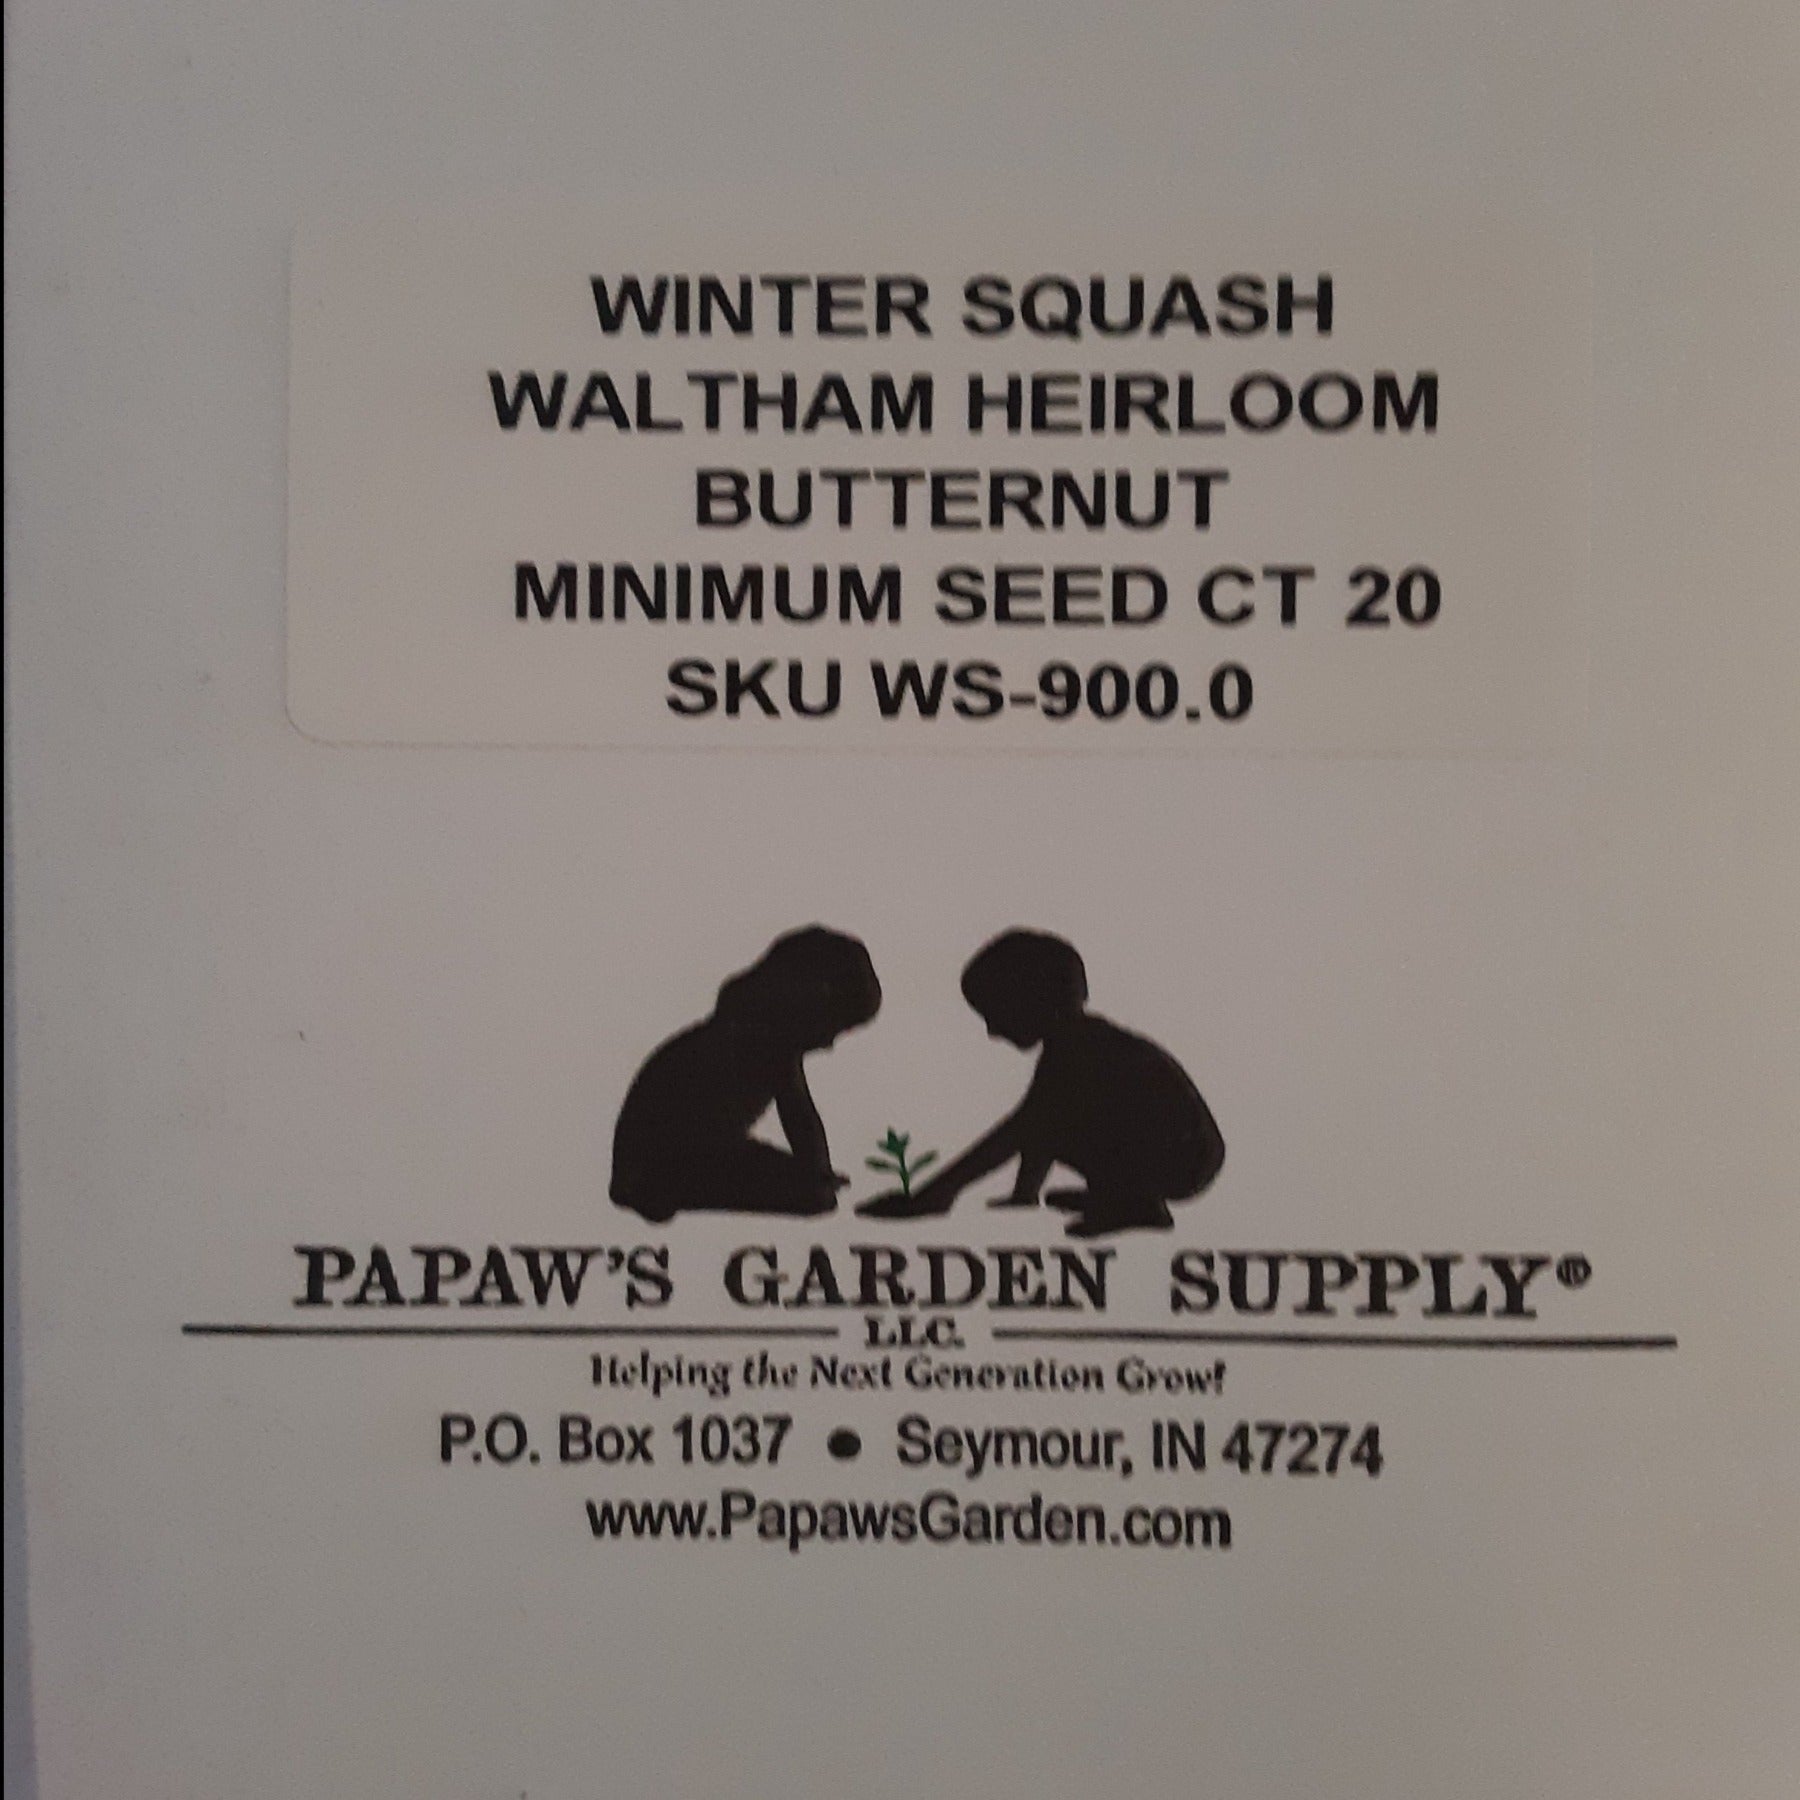 WINTER SQUASH
WALTHAM HEIRLOOM
BUTTERNUT
MINIMUM SEED CT 20
SKU WS-900.0
PAPAW'S GARDEN SUPPLY®
LLC.
Helping the Next Generation Grow!
P.O. Box 1037 • Seymour, IN 47274
www.PapawsGarden.com